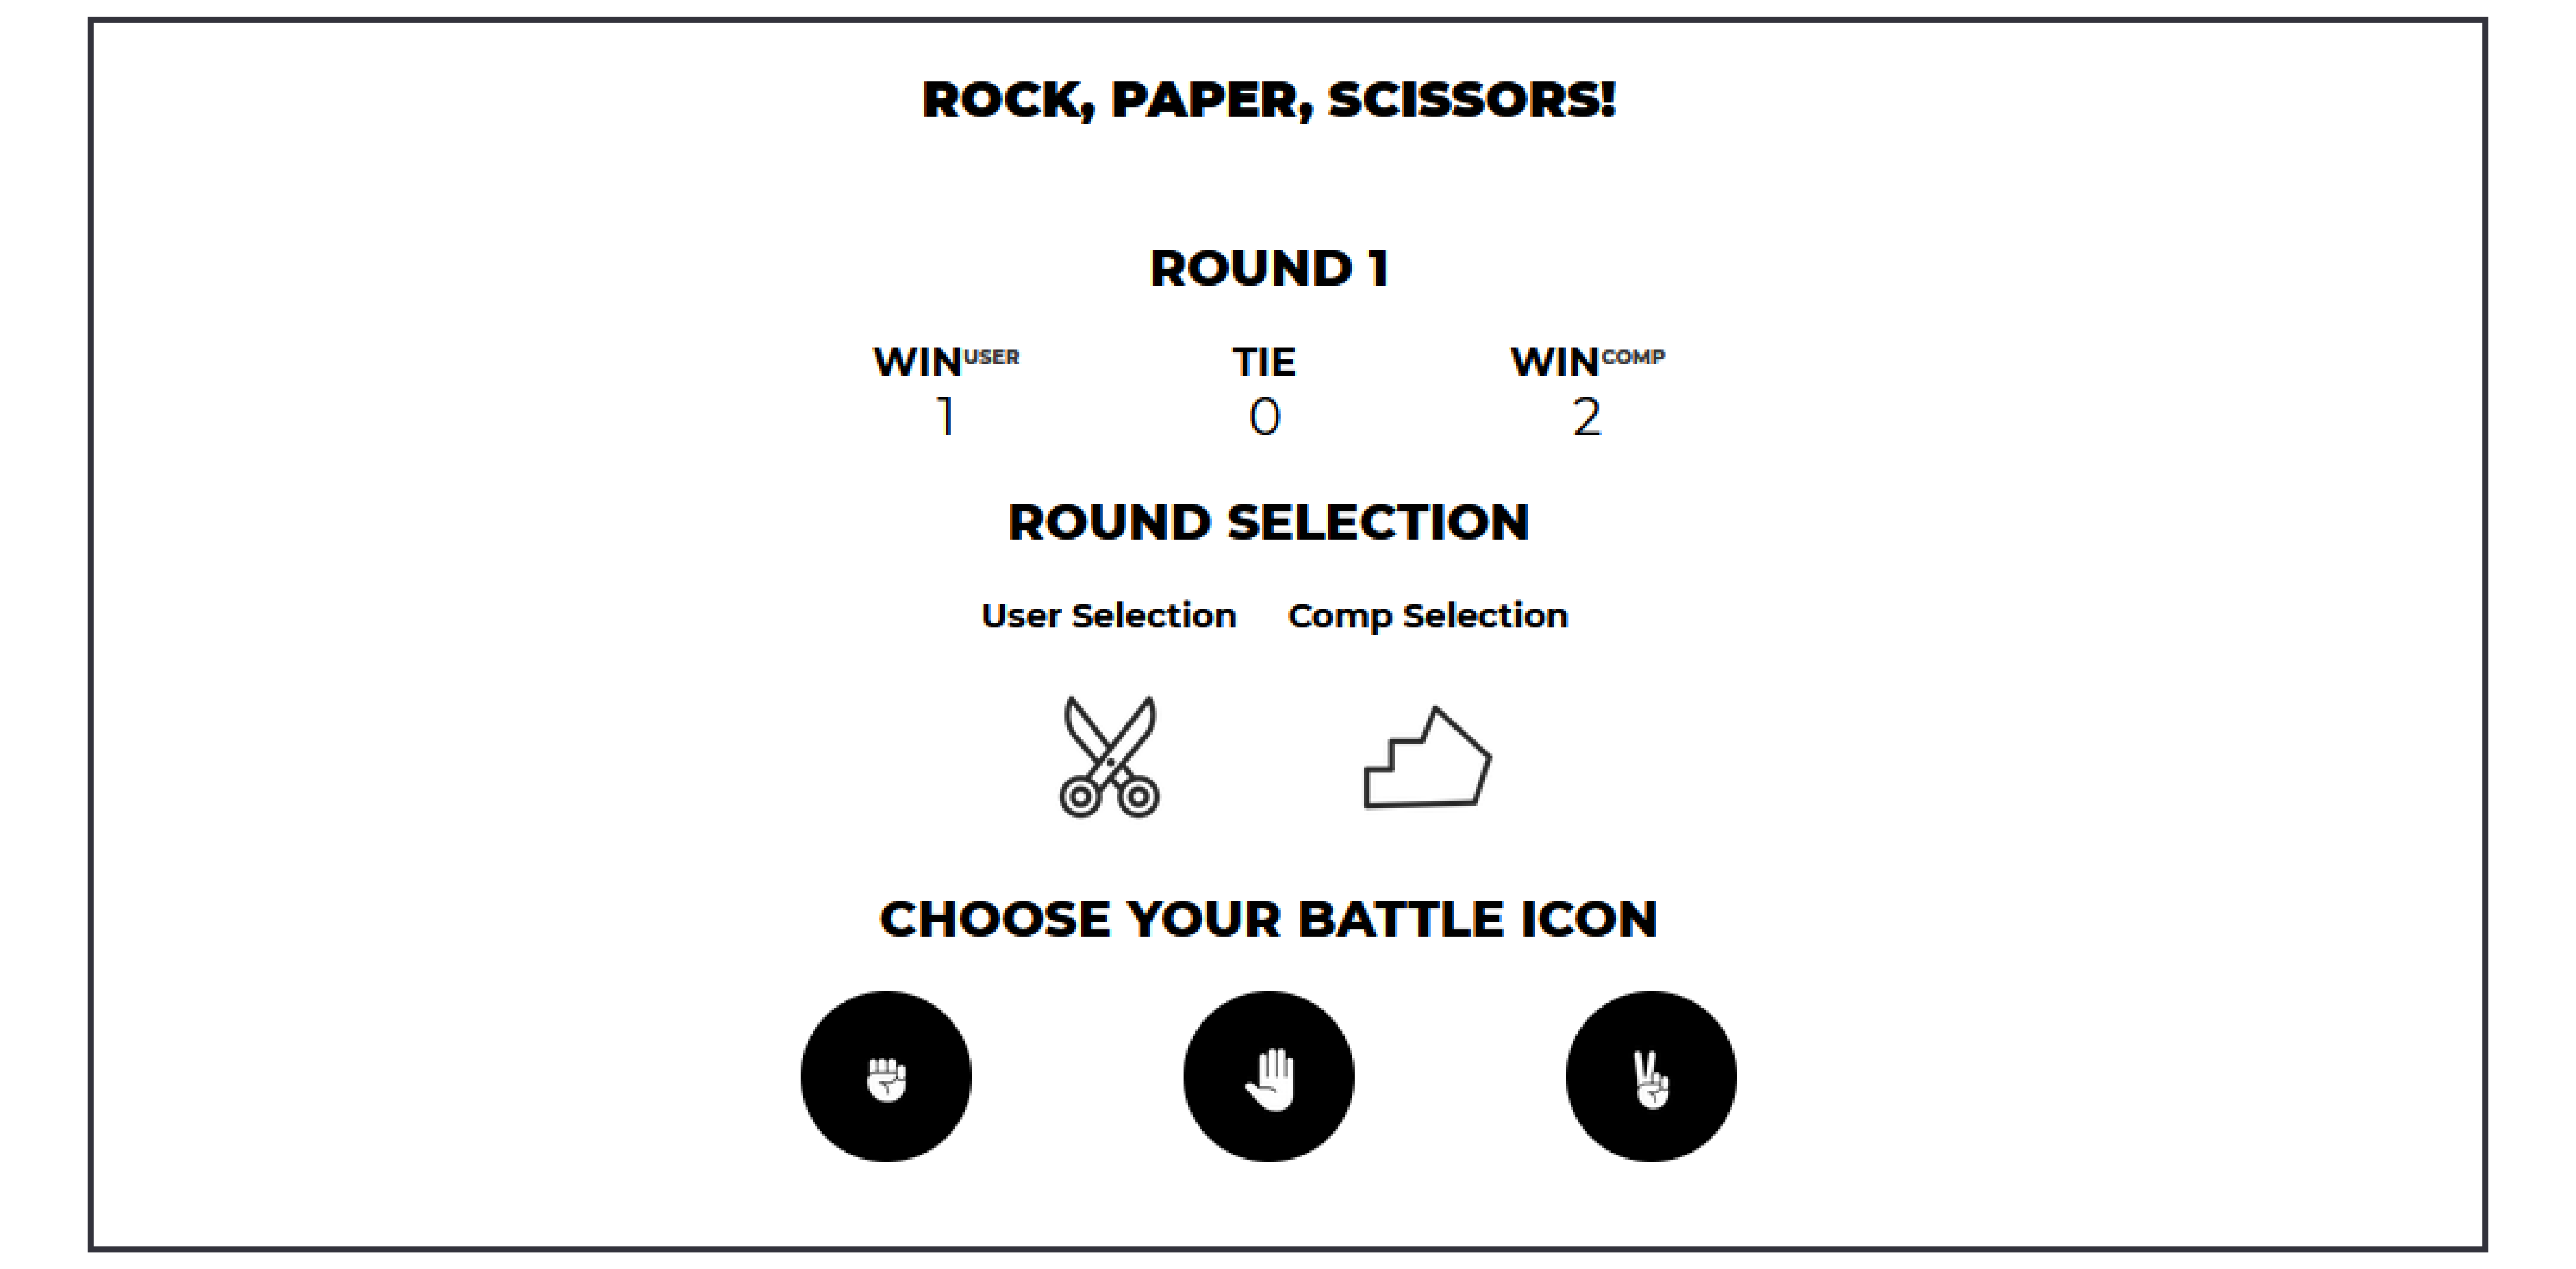 ROCK, PAPER, SCISSORS!
ROUND 1
WINUSER TIE WINCOMP
1 0 2
ROUND SELECTION
User Selection Comp Selection
CHOOSE YOUR BATTLE ICON